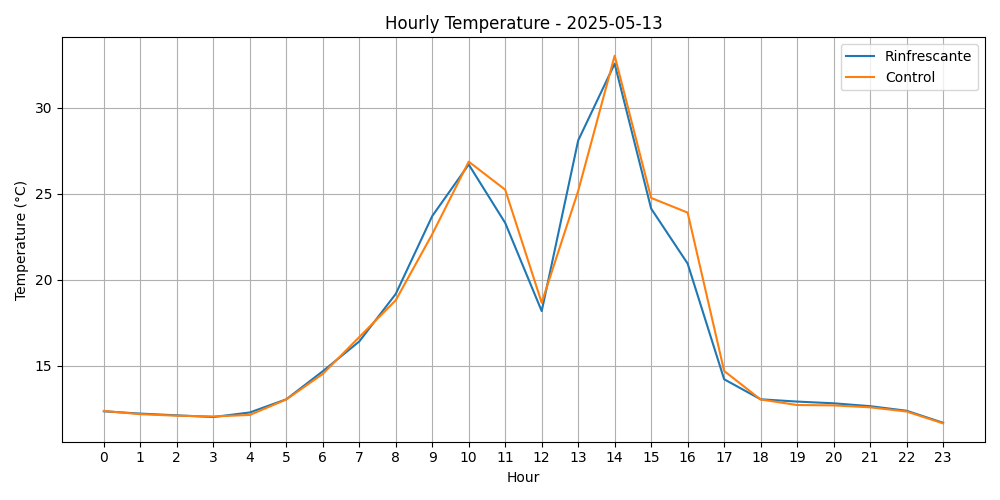 Hourly Temperature - 2025-05-13
Rinfrescante
Control
Temperature (°C)
30
25
20
15
0 1 2 3 4 5 6 7 8 9 10 11 12 13 14 15 16 17 18 19 20 21 22 23
Hour